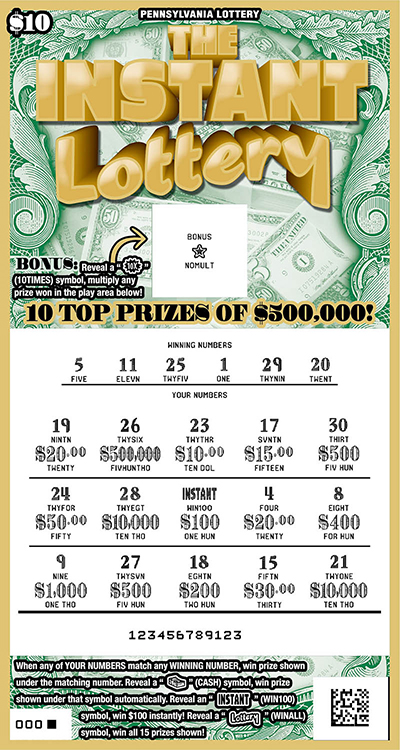 $10
PENNSYLVANIA LOTTERY
THE
INSTANT
Lottery
BONUS
NOMULT
BONUS: Reveal a "10X"
(10TIMES) symbol, multiply any
prize won in the play area below!
10 TOP PRIZES OF $500,000!
WINNING NUMBERS
5 11 25 1 29 20
FIVE ELEVN TWYFIV ONE TWYNIN TWENT
YOUR NUMBERS
19 26 23 17 30
NINTN TWYSIX TWYTHR SVNTN THIRT
$20.00 $500,000 $10.00 $15.00 $500
TWENTY FIVHUNTHO TEN DOL FIFTEEN FIV HUN
24 28 INSTANT 4 8
TWYFOR TWYEGT WIN100 FOUR EIGHT
$50.00 $10,000 $100 $20.00 $400
FIFTY TEN THO ONE HUN TWENTY FOR HUN
9 27 18 15 21
NINE TWYSVN EGHTN FIFTN TWYONE
$1,000 $500 $200 $30.00 $10,000
ONE THO FIV HUN TWO HUN THIRTY TEN THO
123456789123
When any of YOUR NUMBERS match any WINNING NUMBER, win prize shown
under the matching number. Reveal a " " (CASH) symbol, win prize
shown under that symbol automatically. Reveal an "INSTANT" (WIN100)
symbol, win $100 instantly! Reveal a "Lottery" (WINALL)
symbol, win all 15 prizes shown!